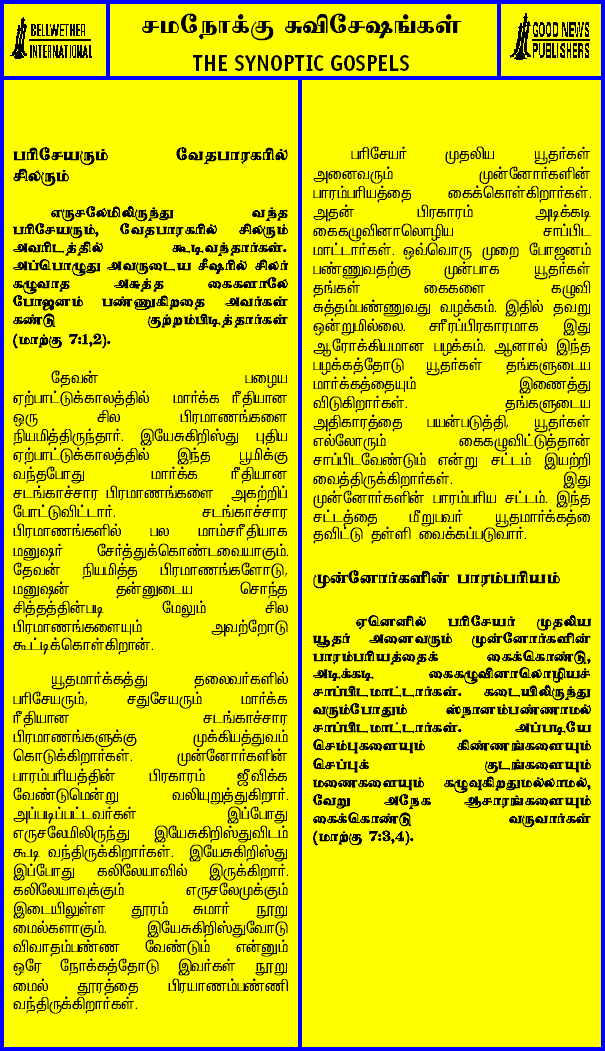 BELLWETHER
INTERNATIONAL
சமநோக்கு சுவிசேஷங்கள்
THE SYNOPTIC GOSPELS
GOOD NEWS
PUBLISHERS
பரிசேயரும் வேதபாரகரில்
சிலரும்
எருசலேமிலிருந்து வந்த
பரிசேயரும், வேதபாரகரில் சிலரும்
அவரிடத்தில் கூடிவந்தார்கள்.
அப்பொழுது அவருடைய சீஷரில் சிலர்
கழுவாத அசுத்த கைகளாலே
போஜனம் பண்ணுகிறதை அவர்கள்
கண்டு குற்றம்பிடித்தார்கள்
(மாற்கு 7:1,2).
தேவன் பழைய
ஏற்பாட்டுக்காலத்தில் மார்க்க ரீதியான
ஒரு சில பிரமாணங்களை
நியமித்திருந்தார். இயேசுகிறிஸ்து புதிய
ஏற்பாட்டுக்காலத்தில் இந்த பூமிக்கு
வந்தபோது மார்க்க ரீதியான
சடங்காச்சார பிரமாணங்களை அகற்றிப்
போட்டுவிட்டார். சடங்காச்சார
பிரமாணங்களில் பல மாம்சரீதியாக
மனுஷர் சேர்த்துக்கொண்டவையாகும்.
தேவன் நியமித்த பிரமாணங்களோடு,
மனுஷன் தன்னுடைய சொந்த
சித்தத்தின்படி மேலும் சில
பிரமாணங்களையும் அவற்றோடு
கூட்டிக்கொள்கிறான்.
யூதமார்க்கத்து தலைவர்களில்
பரிசேயரும், சதுசேயரும் மார்க்க
ரீதியான சடங்காச்சார
பிரமாணங்களுக்கு முக்கியத்துவம்
கொடுக்கிறார்கள். முன்னோர்களின்
பாரம்பரியத்தின் பிரகாரம் ஜீவிக்க
வேண்டுமென்று வலியுறுத்துகிறார்.
அப்படிப்பட்டவர்கள் இப்போது
எருசலேமிலிருந்து இயேசுகிறிஸ்துவிடம்
கூடி வந்திருக்கிறார்கள். இயேசுகிறிஸ்து
இப்போது கலிலேயாவில் இருக்கிறார்.
கலிலேயாவுக்கும் எருசலேமுக்கும்
இடையிலுள்ள தூரம் சுமார் நூறு
மைல்களாகும். இயேசுகிறிஸ்துவோடு
விவாதம்பண்ண வேண்டும் என்னும்
ஒரே நோக்கத்தோடு இவர்கள் நூறு
மைல் தூரத்தை பிரயாணம்பண்ணி
வந்திருக்கிறார்கள்.
பரிசேயர் முதலிய யூதர்கள்
அனைவரும் முன்னோர்களின்
பாரம்பரியத்தை கைக்கொள்கிறார்கள்.
அதன் பிரகாரம் அடிக்கடி
கைகழுவினாலொழிய சாப்பிட
மாட்டார்கள். ஒவ்வொரு முறை போஜனம்
பண்ணுவதற்கு முன்பாக யூதர்கள்
தங்கள் கைகளை கழுவி
சுத்தம்பண்ணுவது வழக்கம். இதில் தவறு
ஒன்றுமில்லை. சரீரப்பிரகாரமாக இது
ஆரோக்கியமான பழக்கம். ஆனால் இந்த
பழக்கத்தோடு யூதர்கள் தங்களுடைய
மார்க்கத்தையும் இணைத்து
விடுகிறார்கள். தங்களுடைய
அதிகாரத்தை பயன்படுத்தி, யூதர்கள்
எல்லோரும் கைகழுவிட்டுத்தான்
சாப்பிடவேண்டும் என்று சட்டம் இயற்றி
வைத்திருக்கிறார்கள். இது
முன்னோர்களின் பாரம்பரிய சட்டம். இந்த
சட்டத்தை மீறுபவர் யூதமார்க்கத்தை
தவிட்டு தள்ளி வைக்கப்படுவார்.
முன்னோர்களின் பாரம்பரியம்
ஏனெனில் பரிசேயர் முதலிய
யூதர் அனைவரும் முன்னோர்களின்
பாரம்பரியத்தைக் கைக்கொண்டு,
அடிக்கடி கைகழுவினாலொழியச்
சாப்பிடமாட்டார்கள். கடையிலிருந்து
வரும்போதும் ஸ்நானம்பண்ணாமல்
சாப்பிடமாட்டார்கள். அப்படியே
செம்புகளையும் கிண்ணங்களையும்
செப்புக் குடங்களையும்
மணைகளையும் கழுவுகிறதுமல்லாமல்,
வேறு அநேக ஆசாரங்களையும்
கைக்கொண்டு வருவார்கள்
(மாற்கு 7:3,4).